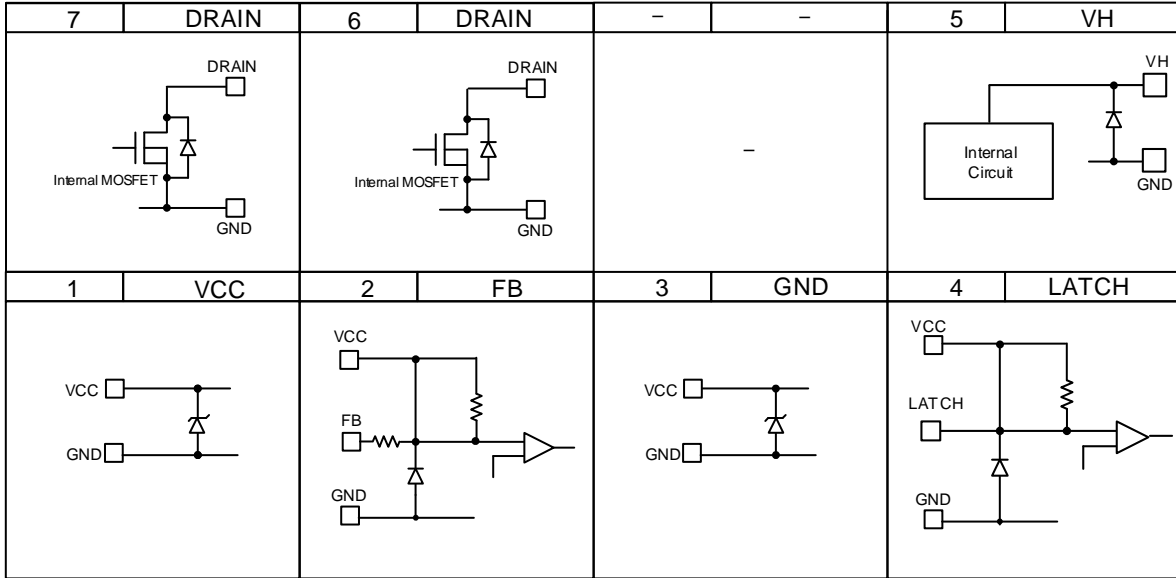 7 DRAIN 6 DRAIN – – 5 VH
DRAIN
Internal MOSFET
GND
DRAIN
Internal MOSFET
GND
–
VH
Internal
Circuit
GND
1 VCC 2 FB 3 GND 4 LATCH
VCC
GND
VCC
FB
GND
VCC
GND
VCC
LATCH
GND